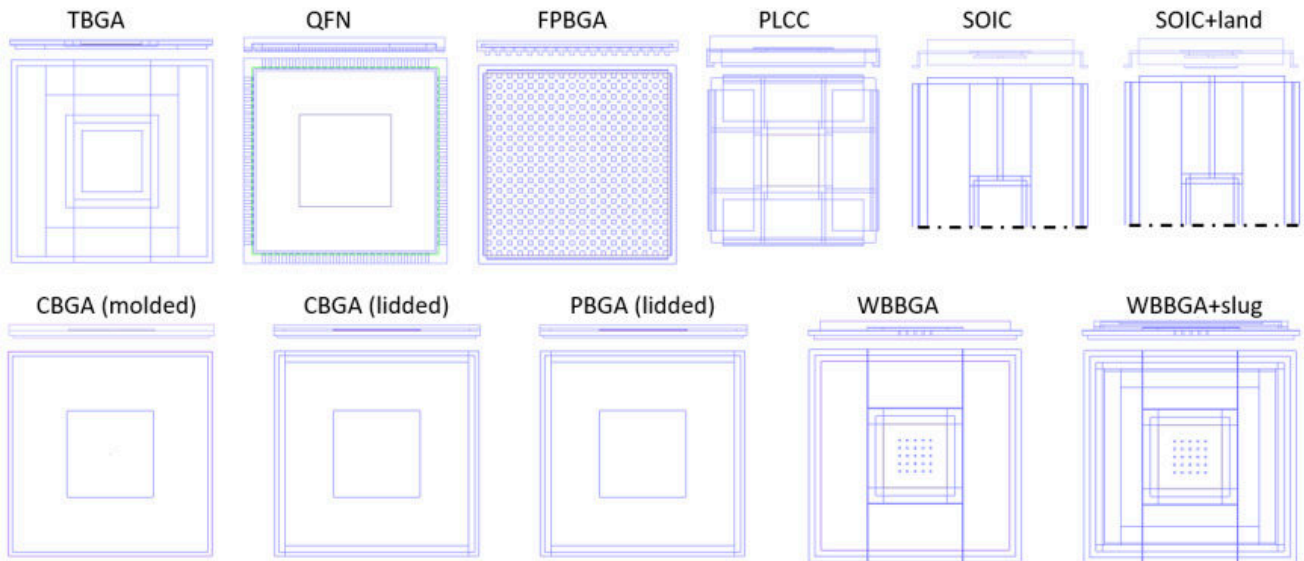 TBGA QFN FPBGA PLCC SOIC SOIC+land
CBGA (molded) CBGA (lidded) PBGA (lidded) WBBGA WBBGA+slug